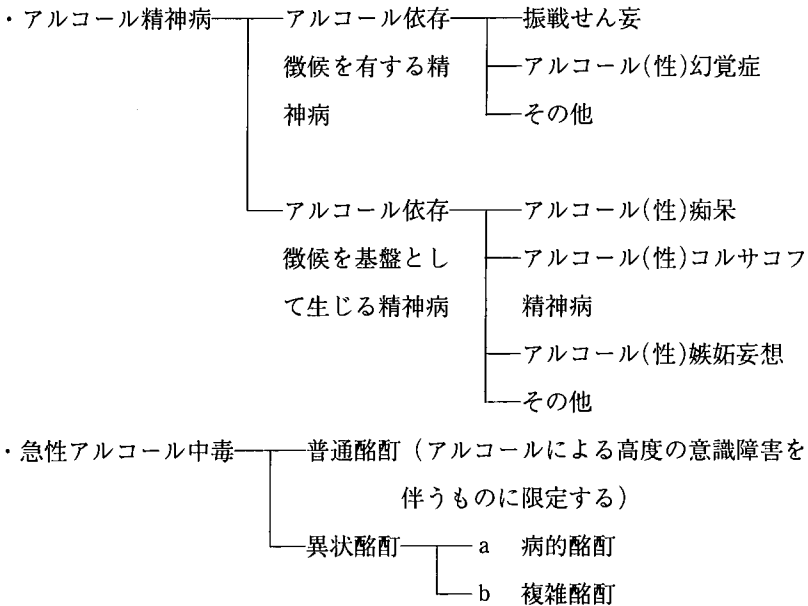 ・アルコール精神病 アルコール依存 振戦せん妄
徴候を有する精 アルコール(性)幻覚症
神病 その他
アルコール依存 アルコール(性)痴呆
徴候を基盤とし アルコール(性)コルサコフ
て生じる精神病 精神病
アルコール(性)嫉妬妄想
その他
・急性アルコール中毒 普通酩酊（アルコールによる高度の意識障害を
伴うものに限定する）
異状酩酊 a 病的酩酊
b 複雑酩酊